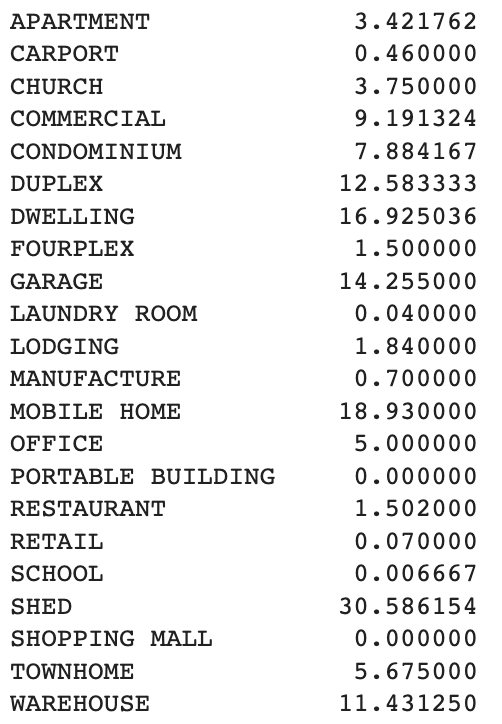 APARTMENT 3.421762
CARPORT 0.460000
CHURCH 3.750000
COMMERCIAL 9.191324
CONDOMINIUM 7.884167
DUPLEX 12.583333
DWELLING 16.925036
FOURPLEX 1.500000
GARAGE 14.255000
LAUNDRY ROOM 0.040000
LODGING 1.840000
MANUFACTURE 0.700000
MOBILE HOME 18.930000
OFFICE 5.000000
PORTABLE BUILDING 0.000000
RESTAURANT 1.502000
RETAIL 0.070000
SCHOOL 0.006667
SHED 30.586154
SHOPPING MALL 0.000000
TOWNHOME 5.675000
WAREHOUSE 11.431250